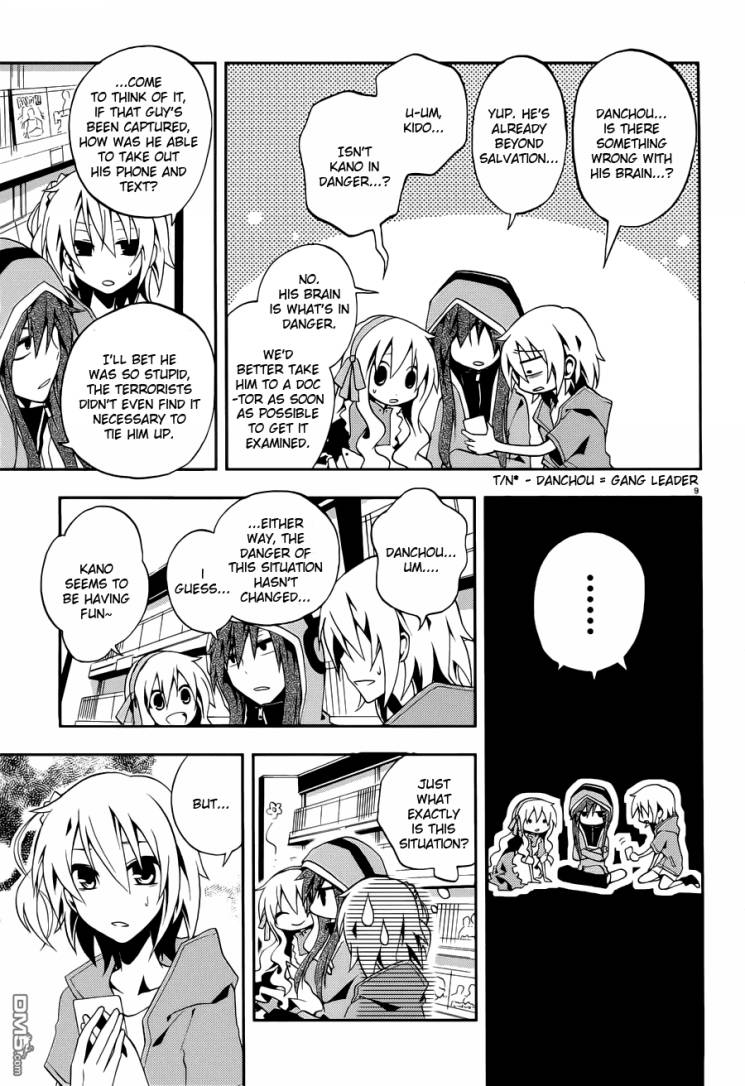 DANCHOU...
IS THERE
SOMETHING
WRONG WITH
HIS BRAIN...?
YUP. HE'S
ALREADY
BEYOND
SALVATION...
U-UM,
KIDO...
ISN'T
KANO IN
DANGER...?
NO.
HIS BRAIN
IS WHAT'S IN
DANGER.
WE'D
BETTER TAKE
HIM TO A DOC
-TOR AS SOON
AS POSSIBLE
TO GET IT
EXAMINED.
...COME
TO THINK OF IT,
IF THAT GUY'S
BEEN CAPTURED,
HOW WAS HE ABLE
TO TAKE OUT
HIS PHONE AND
TEXT?
I'LL BET HE
WAS SO STUPID,
THE TERRORISTS
DIDN'T EVEN FIND IT
NECESSARY TO
TIE HIM UP.
T/N* - DANCHOU = GANG LEADER
9
......
DANCHOU...
UM....
...EITHER
WAY, THE
DANGER OF
THIS SITUATION
HASN'T
CHANGED...
I
GUESS...
KANO
SEEMS TO
BE HAVING
FUN~
JUST
WHAT
EXACTLY
IS THIS
SITUATION?
BUT...
DM5.com